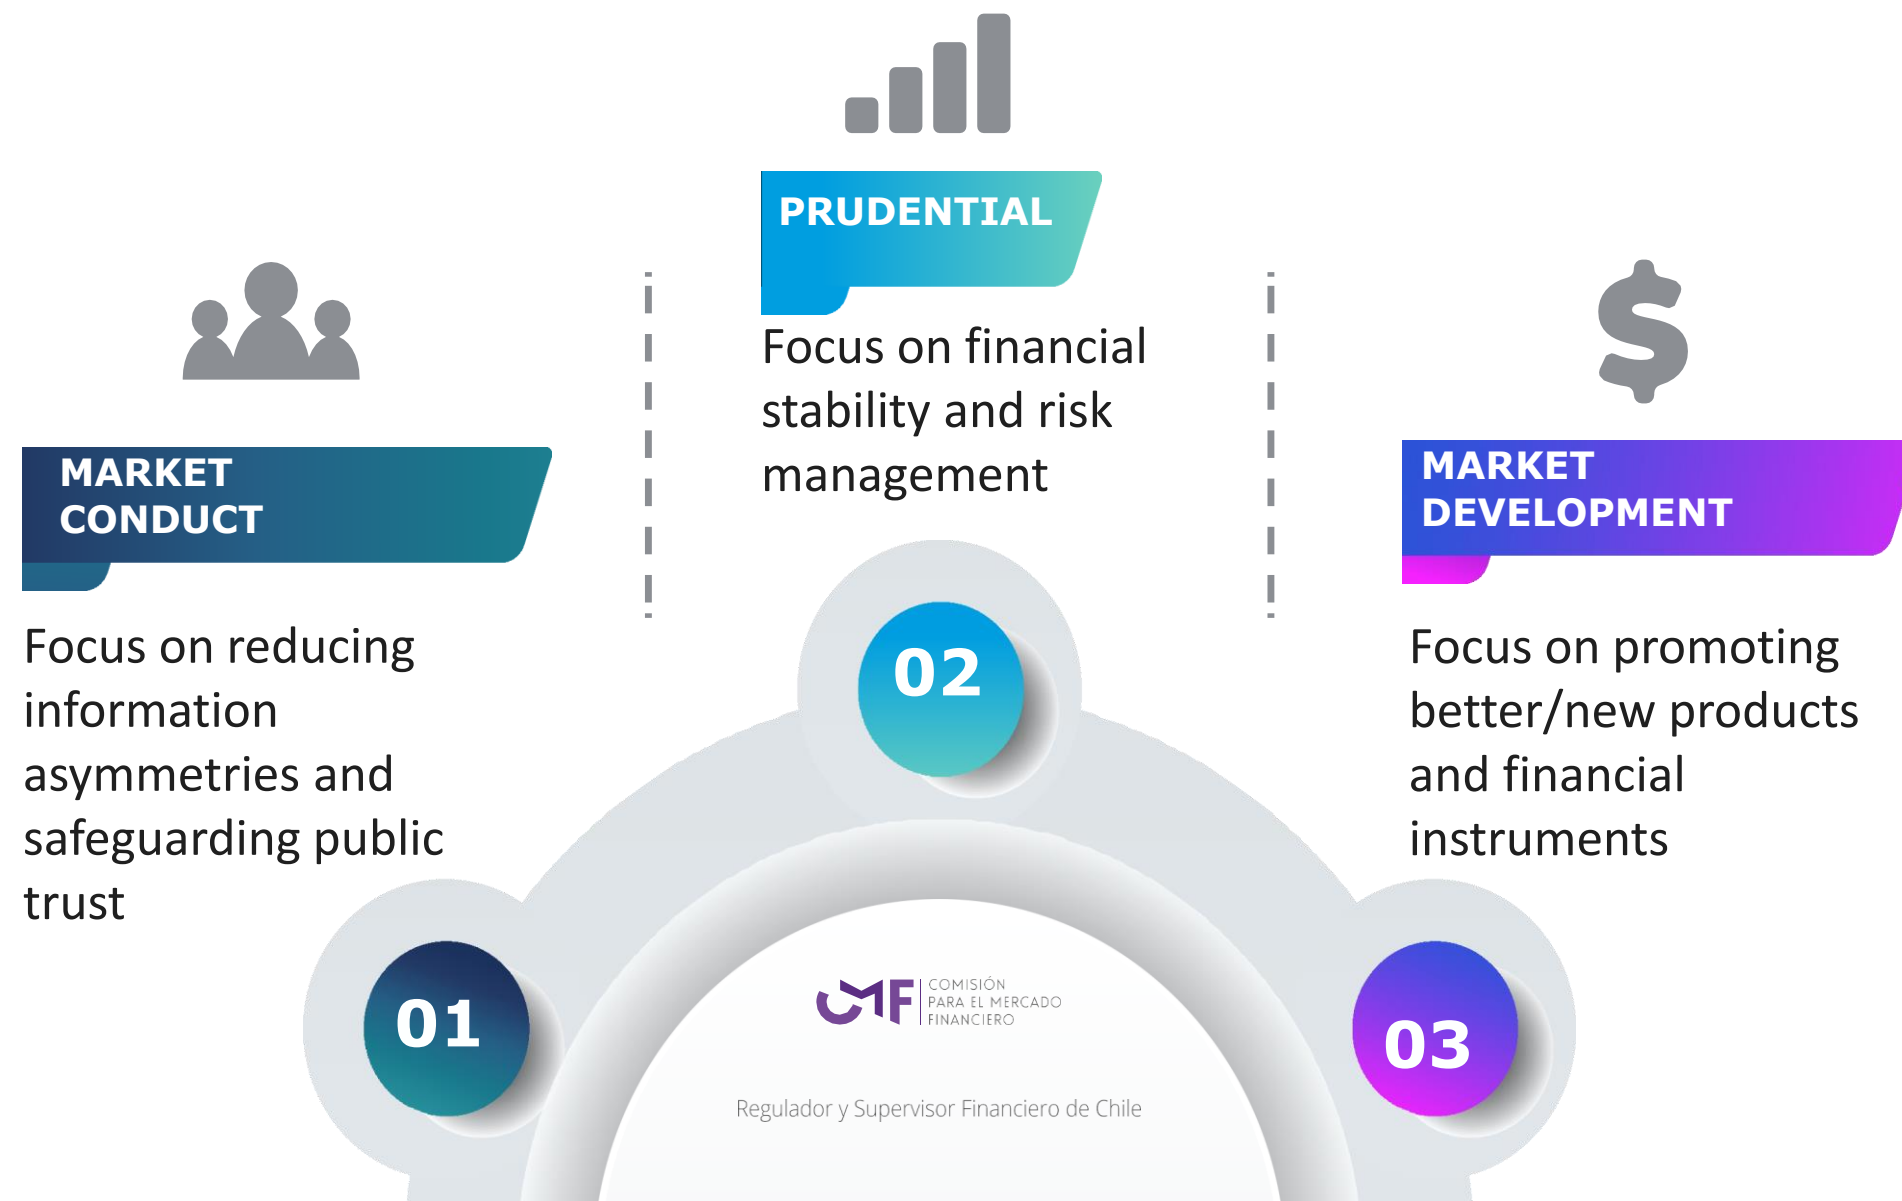 MARKET
CONDUCT
Focus on reducing
information
asymmetries and
safeguarding public
trust
01
PRUDENTIAL
Focus on financial
stability and risk
management
02
MARKET
DEVELOPMENT
Focus on promoting
better/new products
and financial
instruments
03
CMF
COMISIÓN
PARA EL MERCADO
FINANCIERO
Regulador y Supervisor Financiero de Chile